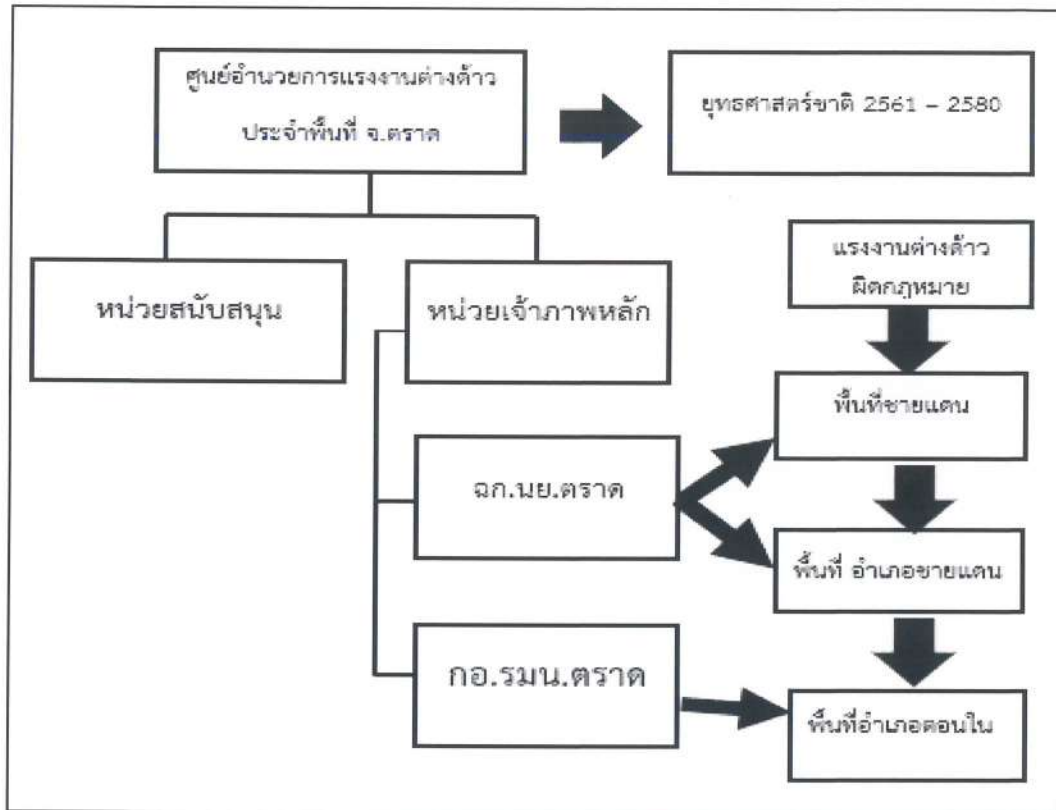 ศูนย์อำนวยการแรงงานต่างด้าว
ประจำพื้นที่ จ.ตราด
ยุทธศาสตร์ชาติ 2561 – 2580
หน่วยสนับสนุน
หน่วยเจ้าภาพหลัก
แรงงานต่างด้าว
ผิดกฎหมาย
พื้นที่ชายแดน
ฉก.นย.ตราด
พื้นที่ อำเภอชายแดน
กอ.รมน.ตราด
พื้นที่อำเภอตอนใน